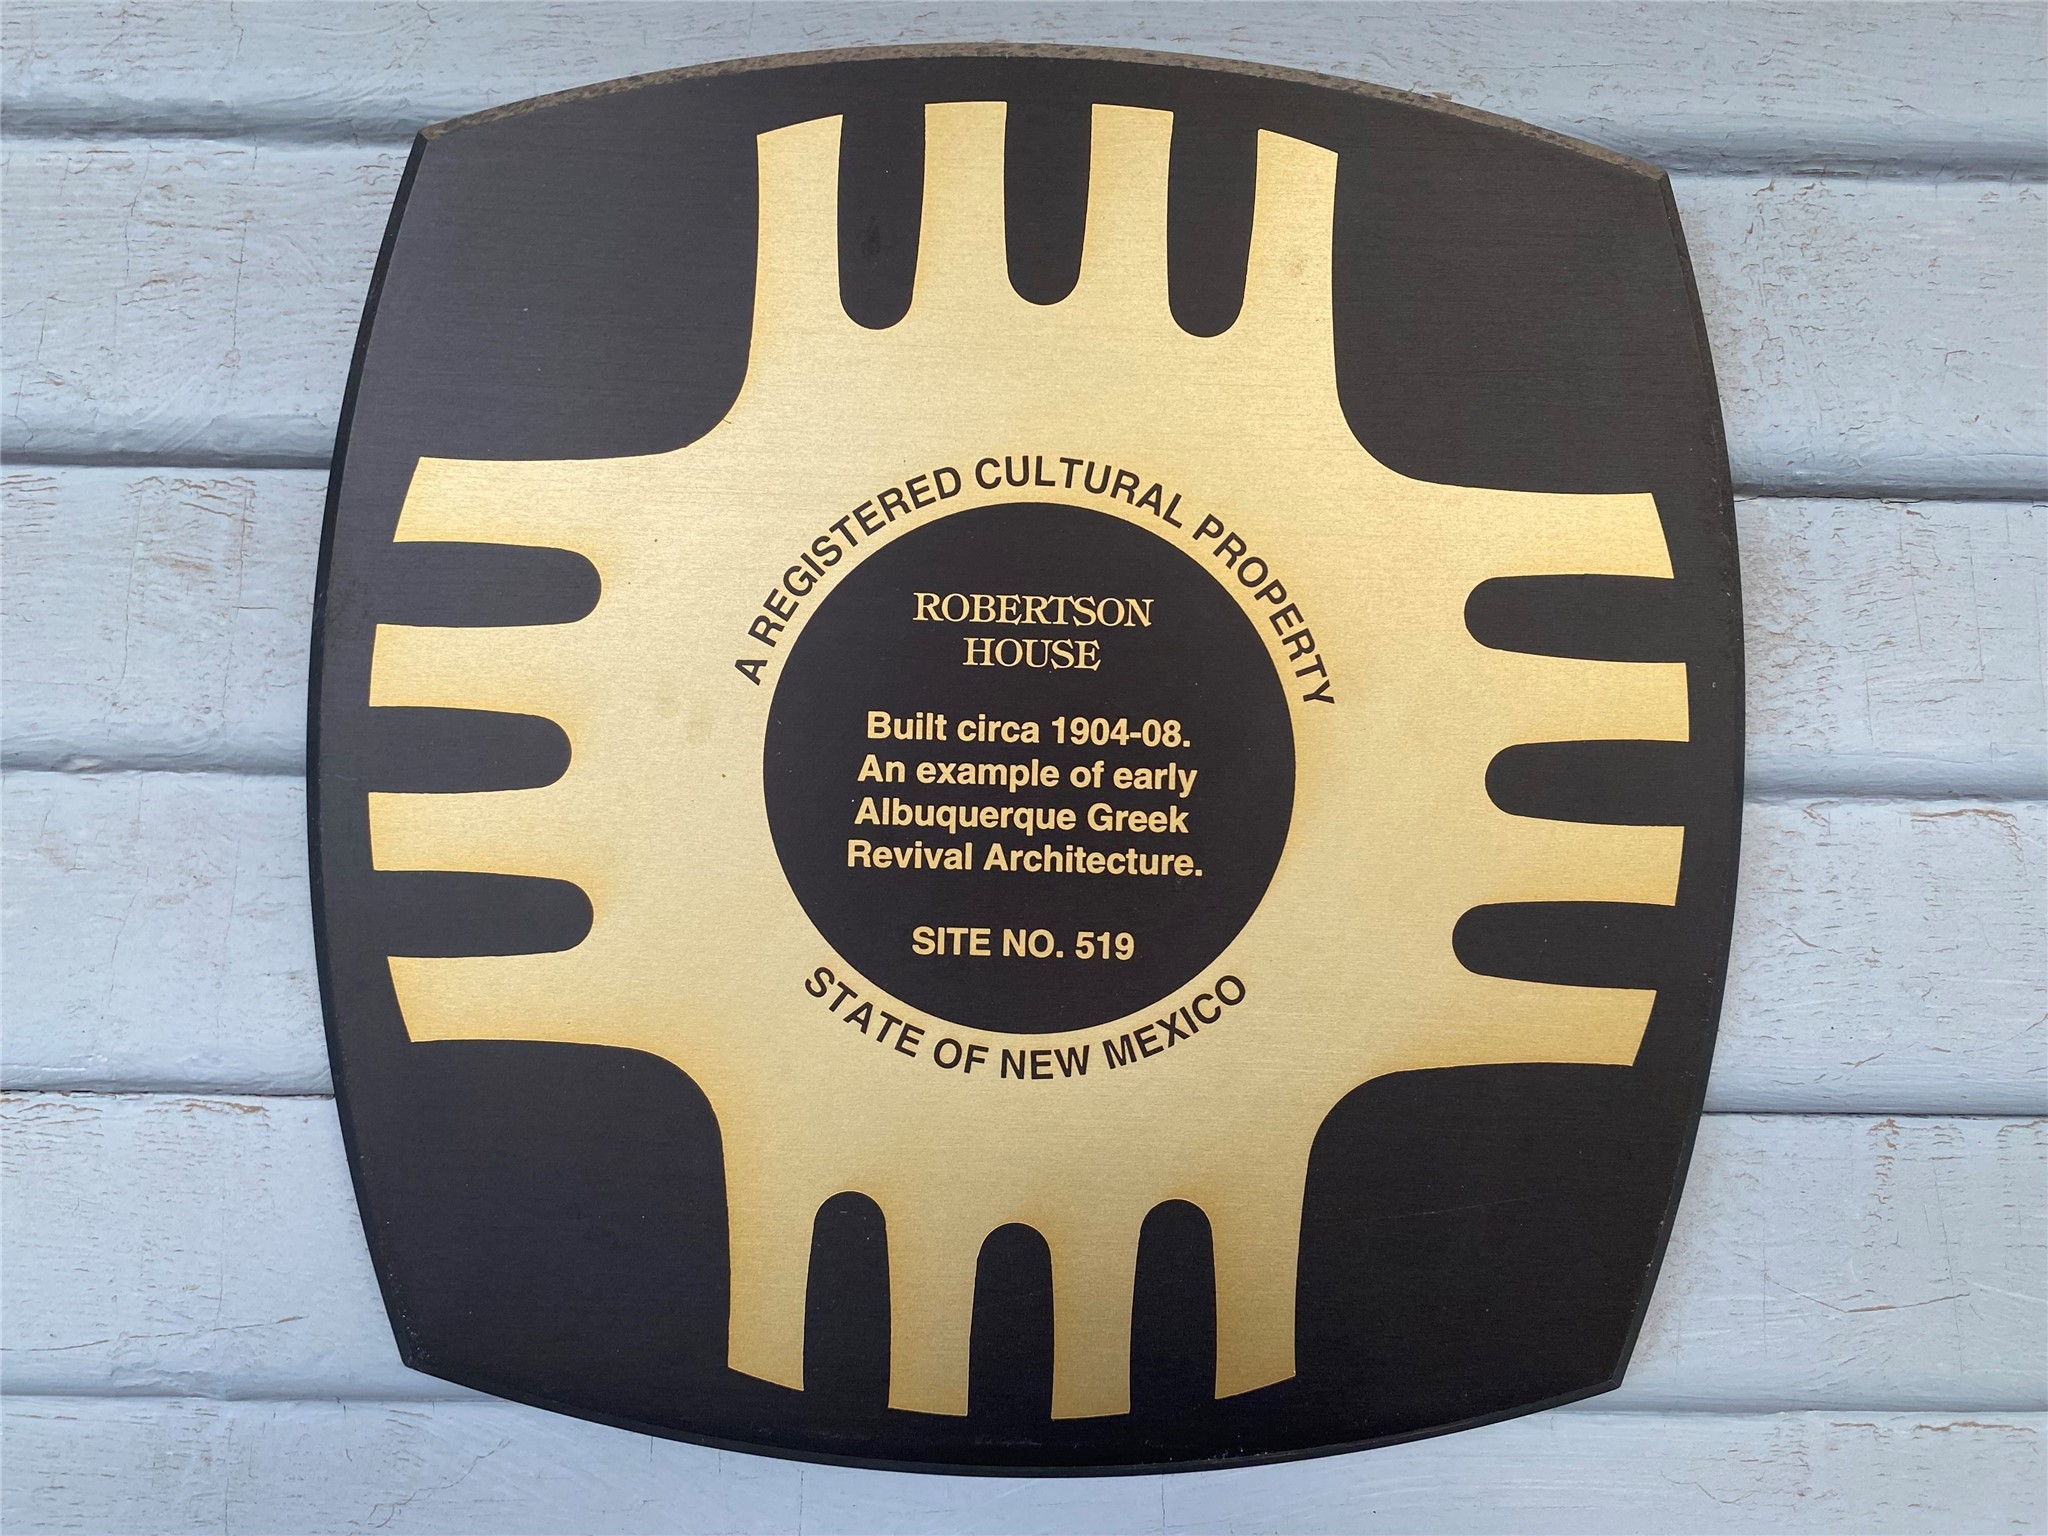 A REGISTERED CULTURAL PROPERTY
ROBERTSON
HOUSE
Built circa 1904-08.
An example of early
Albuquerque Greek
Revival Architecture.
SITE NO. 519
STATE OF NEW MEXICO